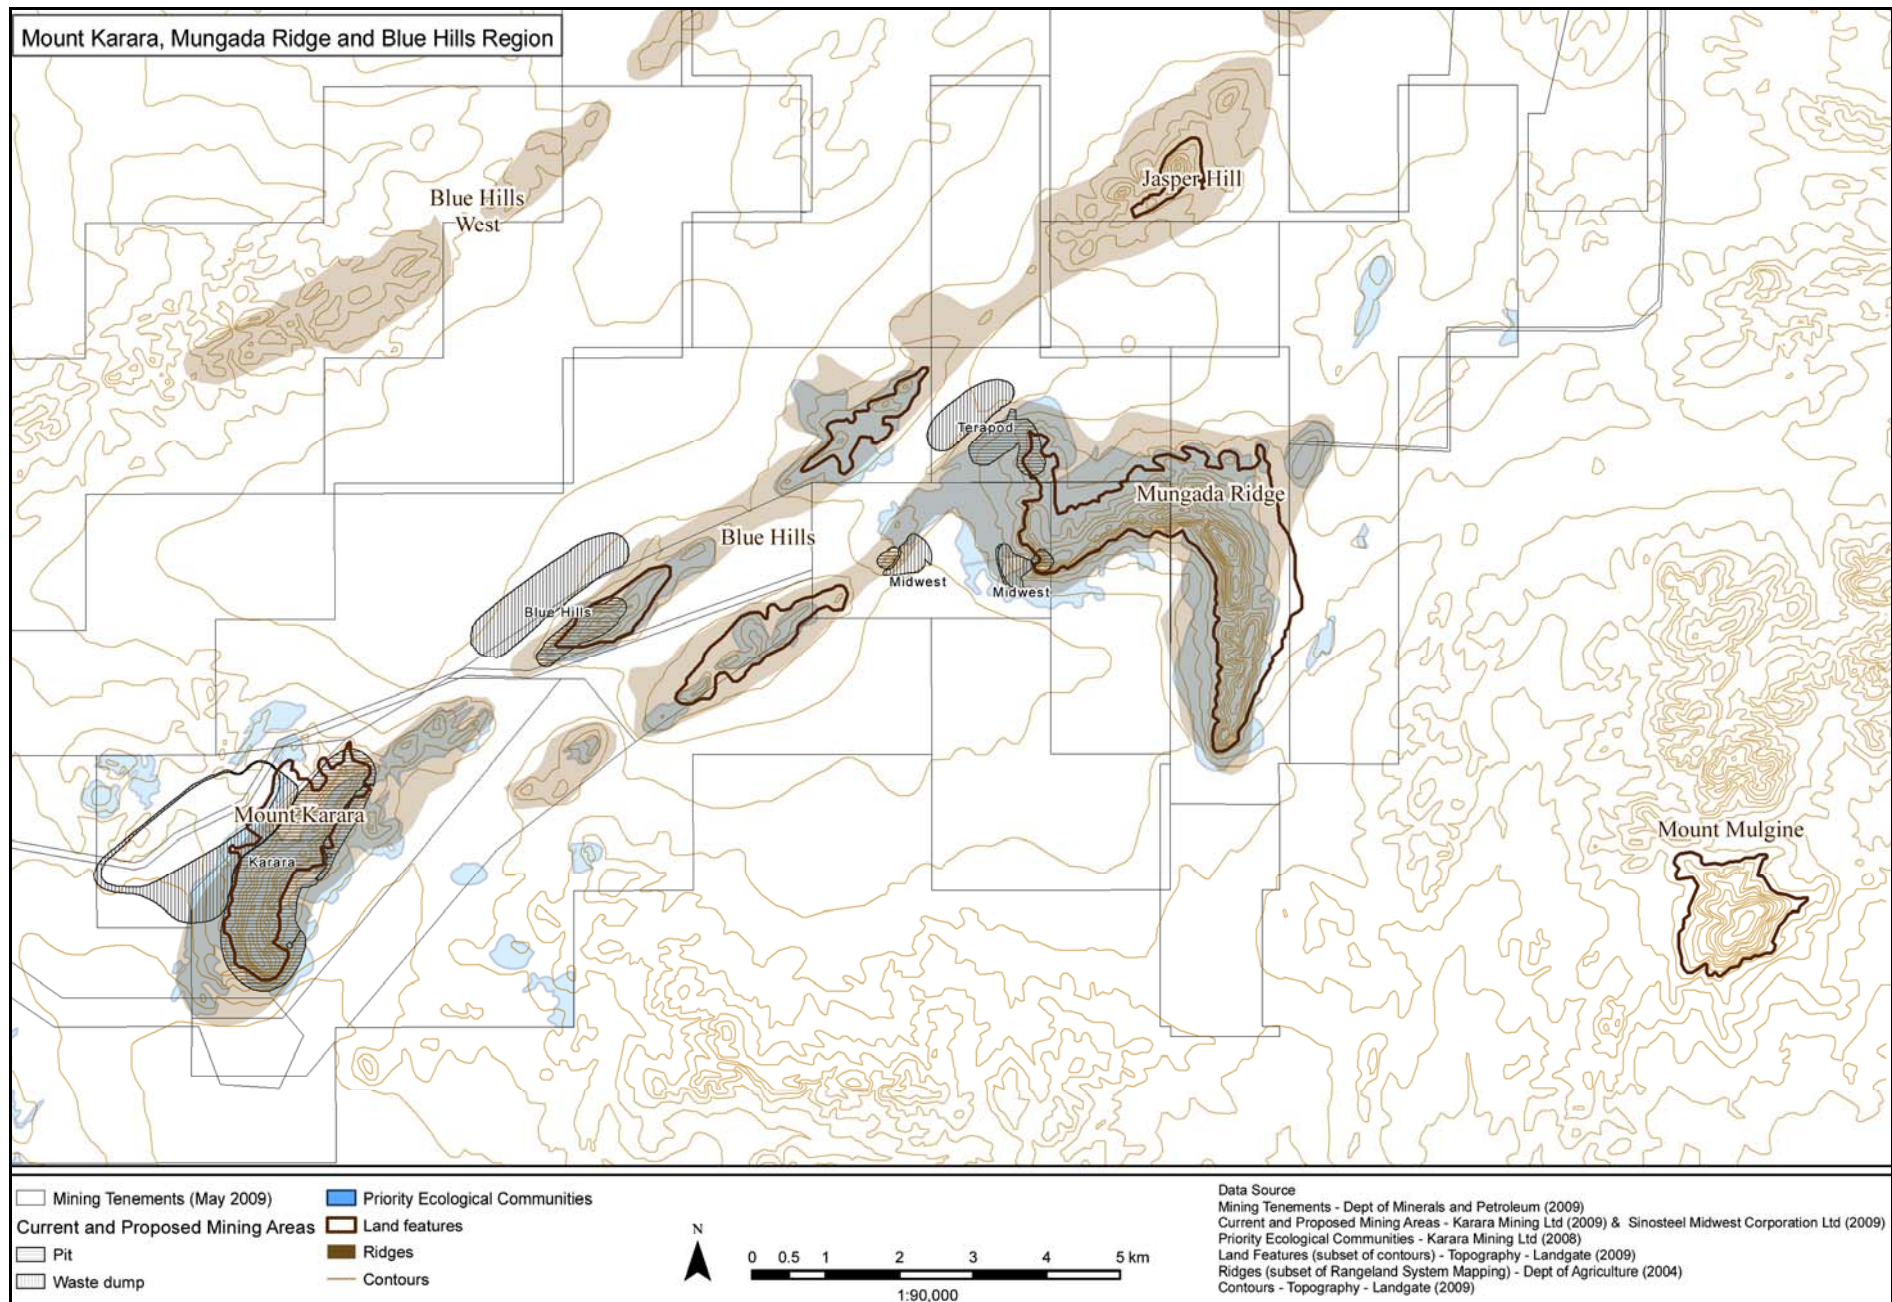 Mount Karara, Mungada Ridge and Blue Hills Region
Jasper Hill
Blue Hills
West
Terapod
Mungada Ridge
Blue Hills
Midwest
Midwest
Blue Hills
Mount Karara
Karara
Mount Mulgine
Mining Tenements (May 2009)
Current and Proposed Mining Areas
Pit
Waste dump
Priority Ecological Communities
Land features
Ridges
Contours
N
0 0.5 1 2 3 4 5 km
1:90,000
Data Source
Mining Tenements - Dept of Minerals and Petroleum (2009)
Current and Proposed Mining Areas - Karara Mining Ltd (2009) & Sinosteel Midwest Corporation Ltd (2009)
Priority Ecological Communities - Karara Mining Ltd (2008)
Land Features (subset of contours) - Topography - Landgate (2009)
Ridges (subset of Rangeland System Mapping) - Dept of Agriculture (2004)
Contours - Topography - Landgate (2009)